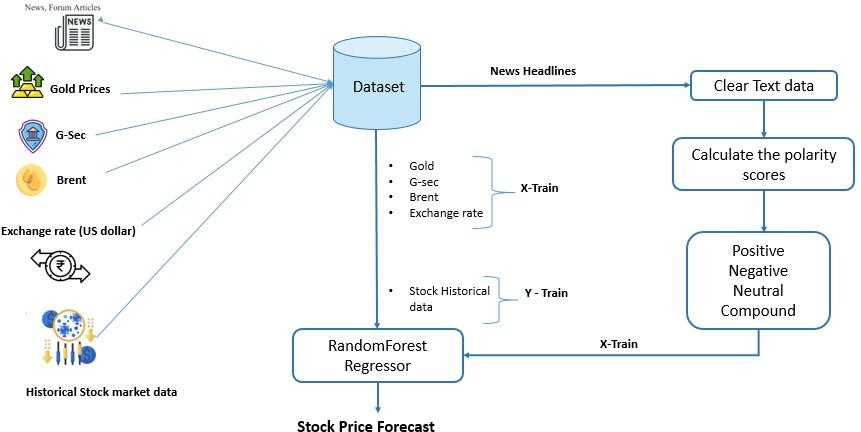 News, Forum Articles
NEWS
Gold Prices
G-Sec
Brent
Exchange rate (US dollar)
₹
Historical Stock market data
Dataset
News Headlines
Clear Text data
Calculate the polarity
scores
Positive
Negative
Neutral
Compound
X-Train
• Gold
• G-sec
• Brent
• Exchange rate
X-Train
• Stock Historical
data
Y - Train
RandomForest
Regressor
Stock Price Forecast